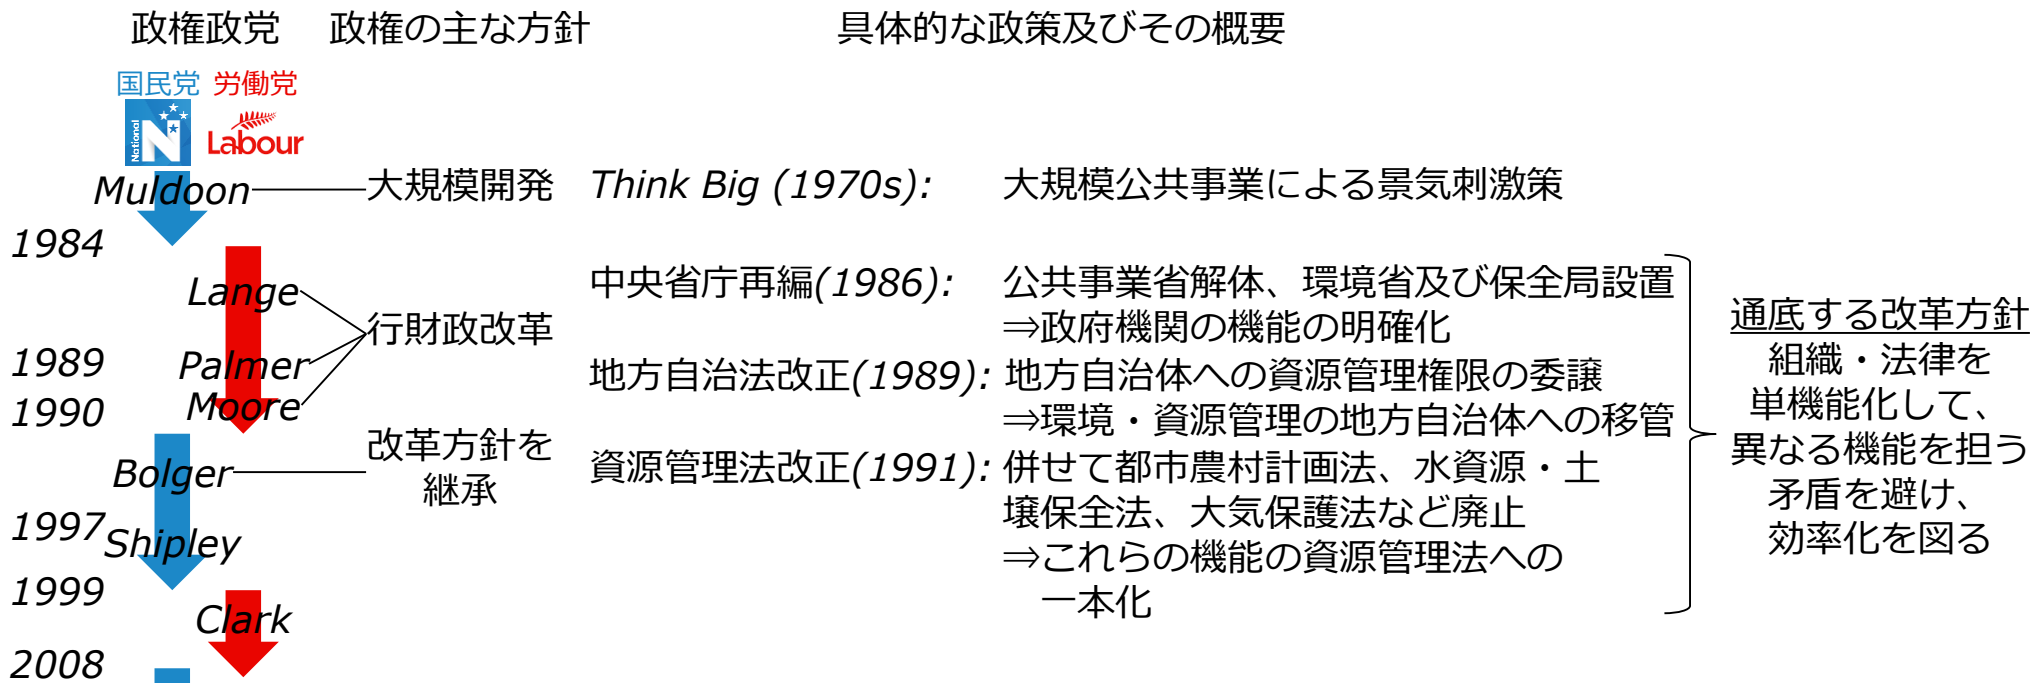 政権政党 政権の主な方針 具体的な政策及びその概要
国民党 労働党
National N Labour
Muldoon 大規模開発 Think Big (1970s): 大規模公共事業による景気刺激策
1984
Lange 中央省庁再編(1986): 公共事業省解体、環境省及び保全局設置
行財政改革 ⇒政府機関の機能の明確化
1989 Palmer 地方自治法改正(1989): 地方自治体への資源管理権限の委譲
1990 Moore ⇒環境・資源管理の地方自治体への移管
Bolger 改革方針を
継承
資源管理法改正(1991): 併せて都市農村計画法、水資源・土
壌保全法、大気保護法など廃止
⇒これらの機能の資源管理法への
一本化
1997 Shipley
1999
Clark
2008
通底する改革方針
組織・法律を
単機能化して、
異なる機能を担う
矛盾を避け、
効率化を図る